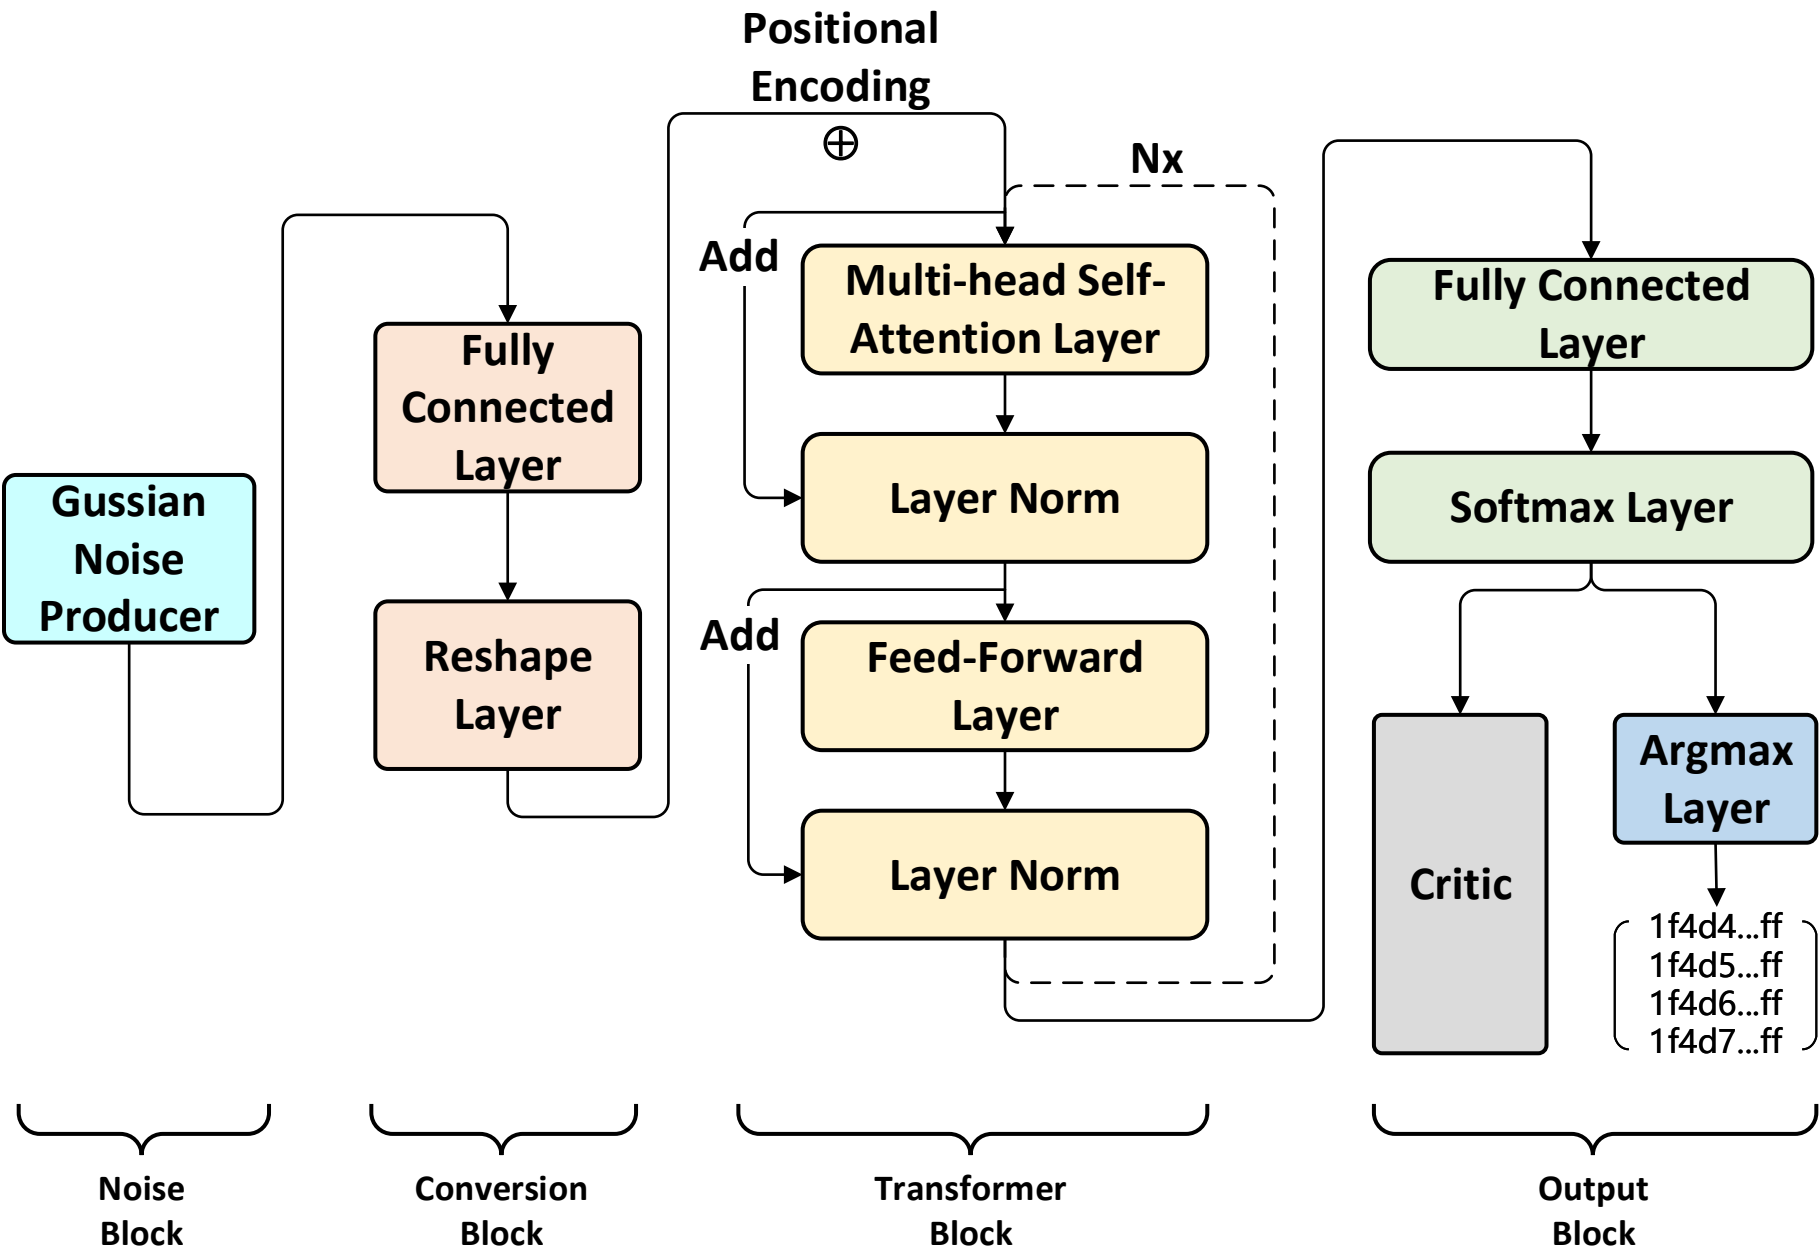 Positional
Encoding
Nx
Add
Multi-head Self-
Attention Layer
Layer Norm
Add
Feed-Forward
Layer
Layer Norm
Gussian
Noise
Producer
Fully
Connected
Layer
Reshape
Layer
Fully Connected
Layer
Softmax Layer
Critic
Argmax
Layer
1f4d4...ff
1f4d5...ff
1f4d6...ff
1f4d7...ff
Noise
Block
Conversion
Block
Transformer
Block
Output
Block